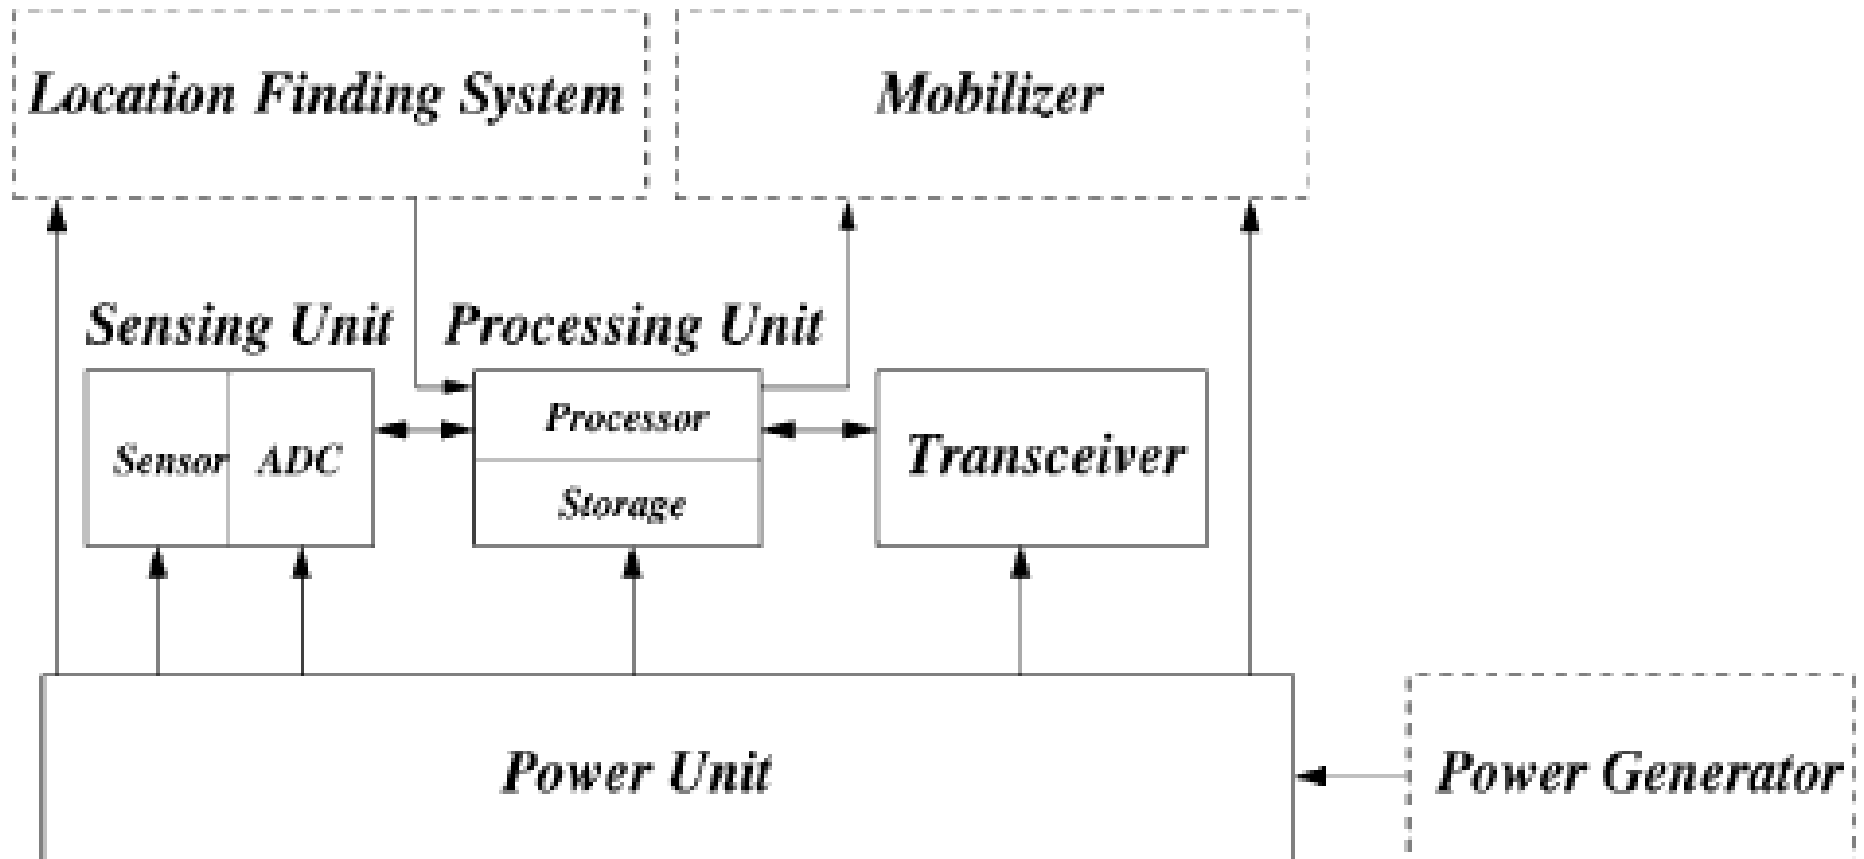 Location Finding System
Mobilizer
Sensing Unit
Processing Unit
Sensor
ADC
Processor
Storage
Transceiver
Power Unit
Power Generator